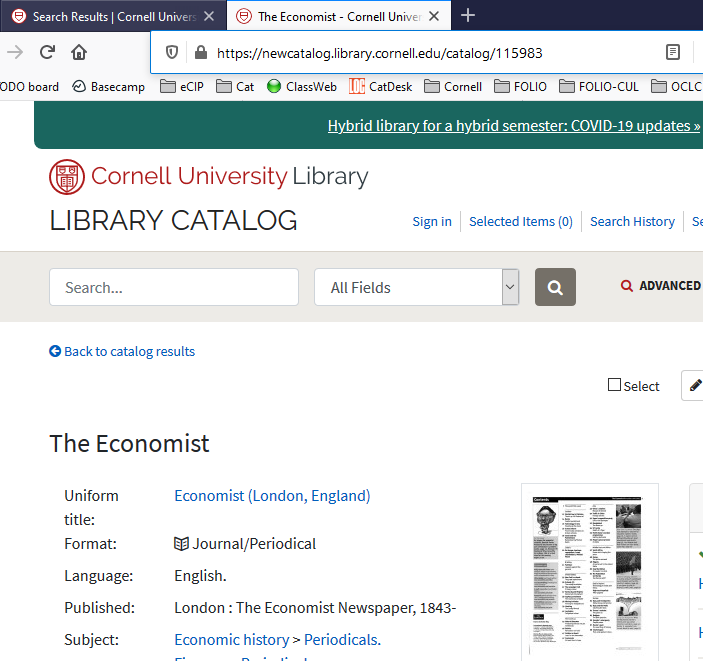 Search Results | Cornell Univers
The Economist - Cornell Univer
https://newcatalog.library.cornell.edu/catalog/115983
ODO board Basecamp eCIP Cat ClassWeb CatDesk Cornell FOLIO FOLIO-CUL OCLC
Hybrid library for a hybrid semester: COVID-19 updates »
Cornell University Library
LIBRARY CATALOG
Sign in Selected Items (0) Search History Se
Search... All Fields ADVANCED
Back to catalog results
Select
The Economist
Uniform title: Economist (London, England)
Format: Journal/Periodical
Language: English.
Published: London : The Economist Newspaper, 1843-
Subject: Economic history > Periodicals.
Contents